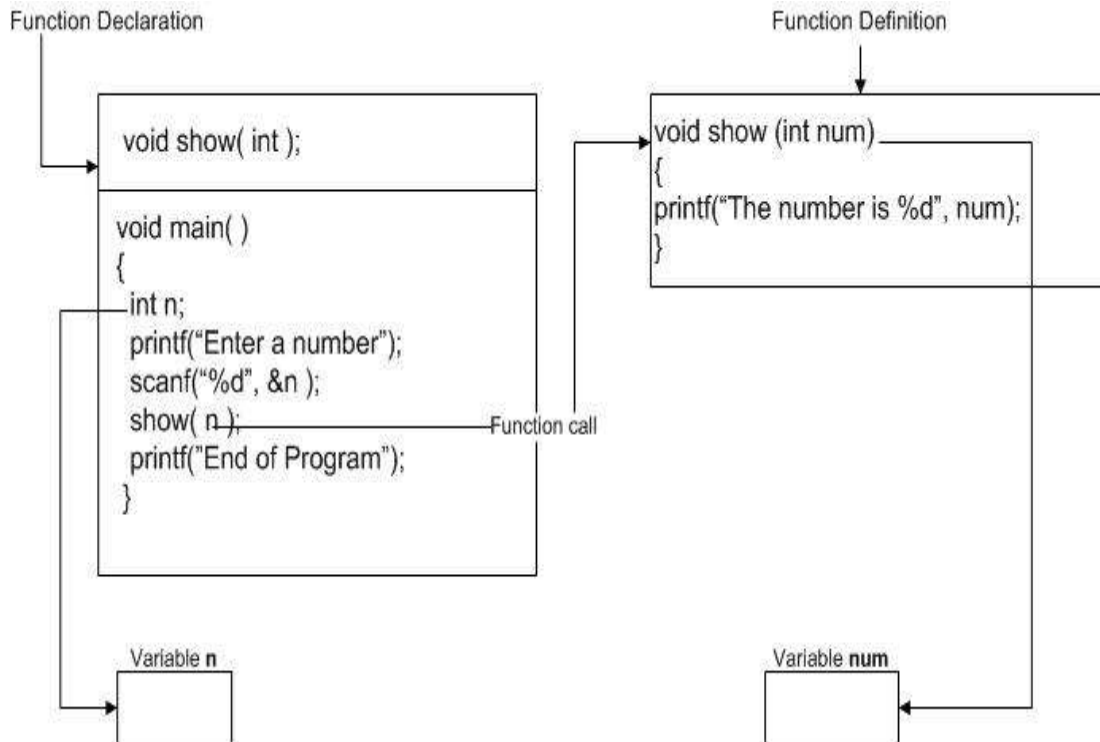 Function Declaration
Function Definition
void show( int );
void main( )
{
int n;
printf(“Enter a number”);
scanf(“%d”, &n );
show( n );
printf(”End of Program”);
}
Function call
void show (int num)
{
printf(“The number is %d”, num);
}
Variable n
Variable num